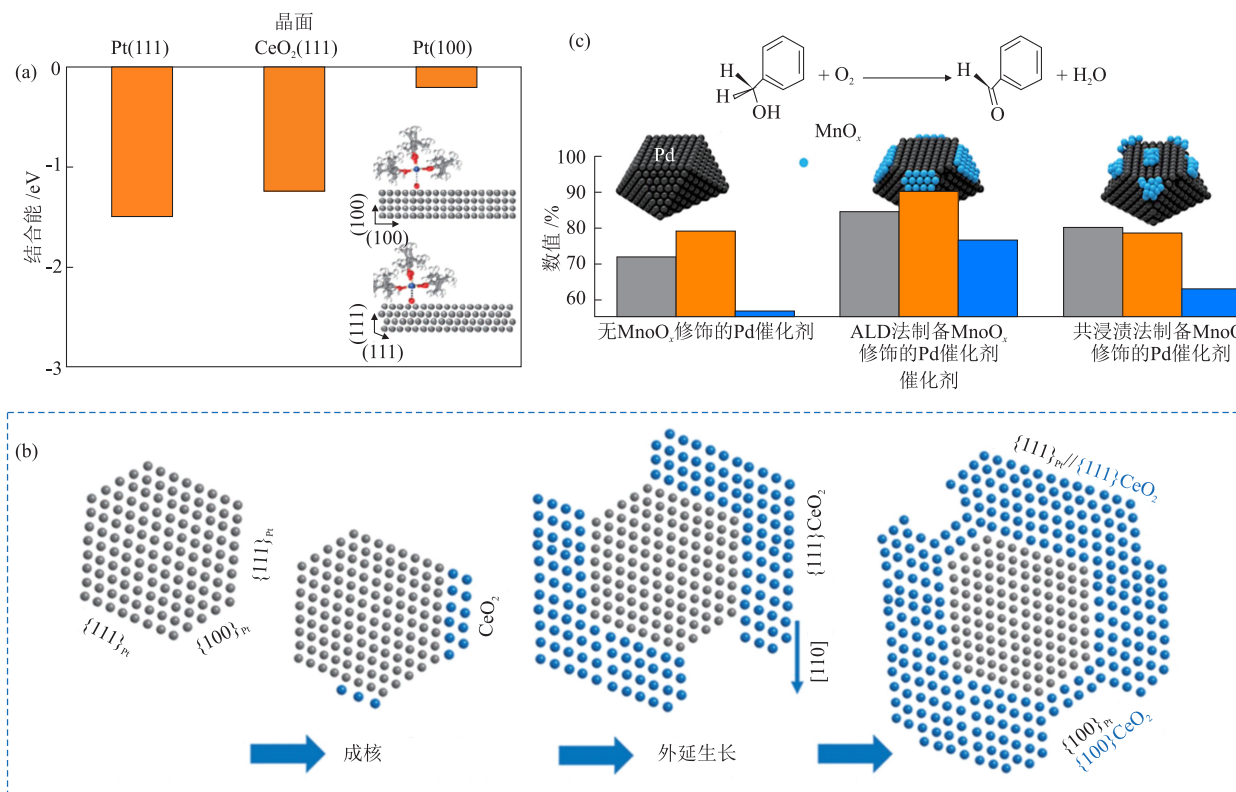 晶面
Pt(111)
CeO₂(111)
Pt(100)
(a)
0
-1
-2
-3
结合能 /eV
(100)
(100)
(111)
(111)
(c)
H
H
OH
+ O₂
H
O
+ H₂O
MnOₓ
Pd
100
90
80
70
60
数值 /%
无MnoOₓ修饰的Pd催化剂
ALD法制备MnoOₓ
修饰的Pd催化剂
催化剂
共浸渍法制备MnoO
修饰的Pd催化剂
(b)
{111}Pt
{111}Pt
{100}Pt
CeO₂
{111}CeO₂
[110]
{111}Pt//{111}CeO₂
{100}Pt
{100}CeO₂
成核
外延生长